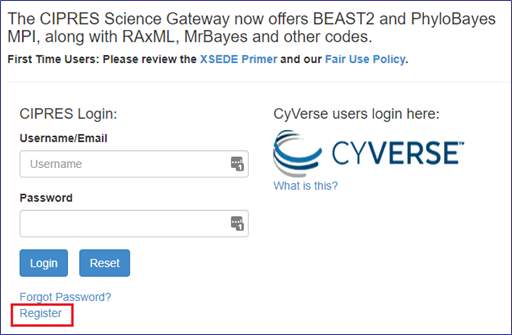 The CIPRES Science Gateway now offers BEAST2 and PhyloBayes
MPI, along with RAxML, MrBayes and other codes.
First Time Users: Please review the XSEDE Primer and our Fair Use Policy.
CIPRES Login:
Username/Email
Username
Password
Login Reset
Forgot Password?
Register
CyVerse users login here:
CYVERSE™
What is this?